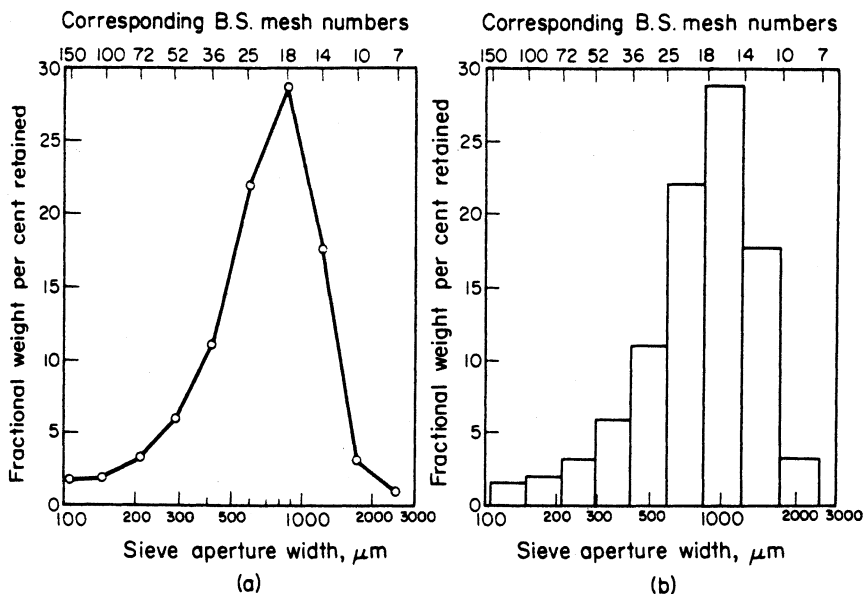 Corresponding B.S. mesh numbers
150 100 72 52 36 25 18 14 10 7
30
25
20
15
10
5
0
Fractional weight per cent retained
100 200 300 500 1000 2000 3000
Sieve aperture width, μm
(a)
Corresponding B.S. mesh numbers
150 100 72 52 36 25 18 14 10 7
30
25
20
15
10
5
0
Fractional weight per cent retained
100 200 300 500 1000 2000 3000
Sieve aperture width, μm
(b)